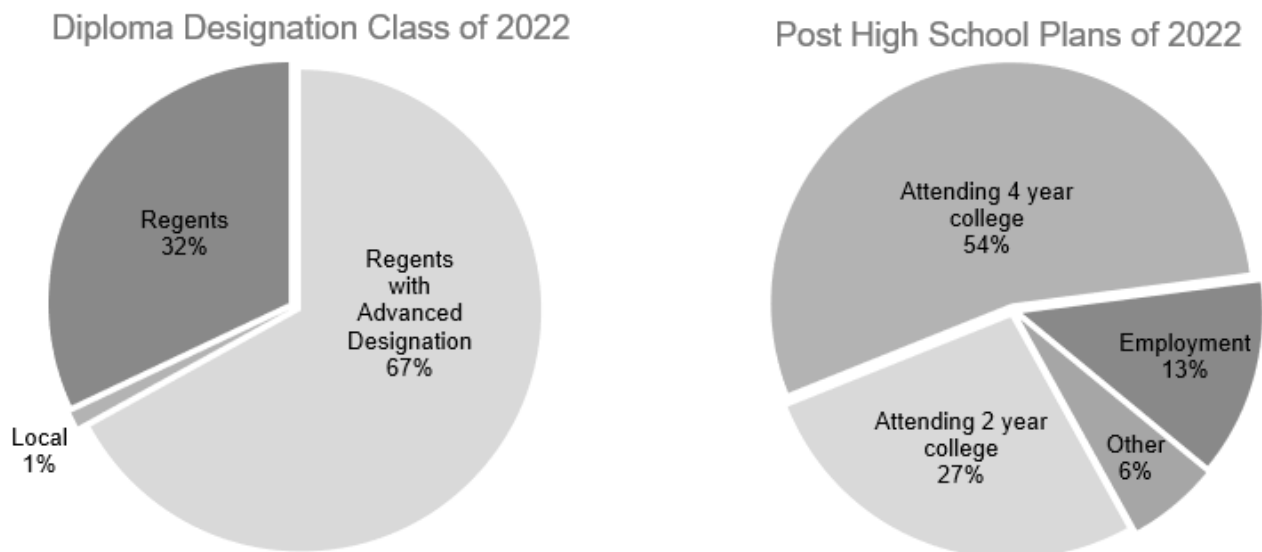 Diploma Designation Class of 2022
Regents
32%
Regents
with
Advanced
Designation
67%
Local
1%
Post High School Plans of 2022
Attending 4 year
college
54%
Employment
13%
Other
6%
Attending 2 year
college
27%